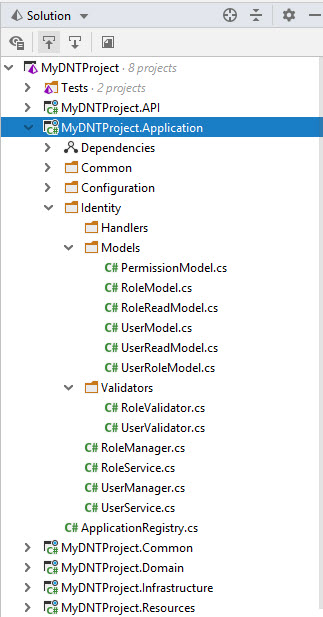 Solution
MyDNTProject · 8 projects
Tests · 2 projects
MyDNTProject.API
MyDNTProject.Application
Dependencies
Common
Configuration
Identity
Handlers
Models
C# PermissionModel.cs
C# RoleModel.cs
C# RoleReadModel.cs
C# UserModel.cs
C# UserReadModel.cs
C# UserRoleModel.cs
Validators
C# RoleValidator.cs
C# UserValidator.cs
C# RoleManager.cs
C# RoleService.cs
C# UserManager.cs
C# UserService.cs
C# ApplicationRegistry.cs
MyDNTProject.Common
MyDNTProject.Domain
MyDNTProject.Infrastructure
MyDNTProject.Resources